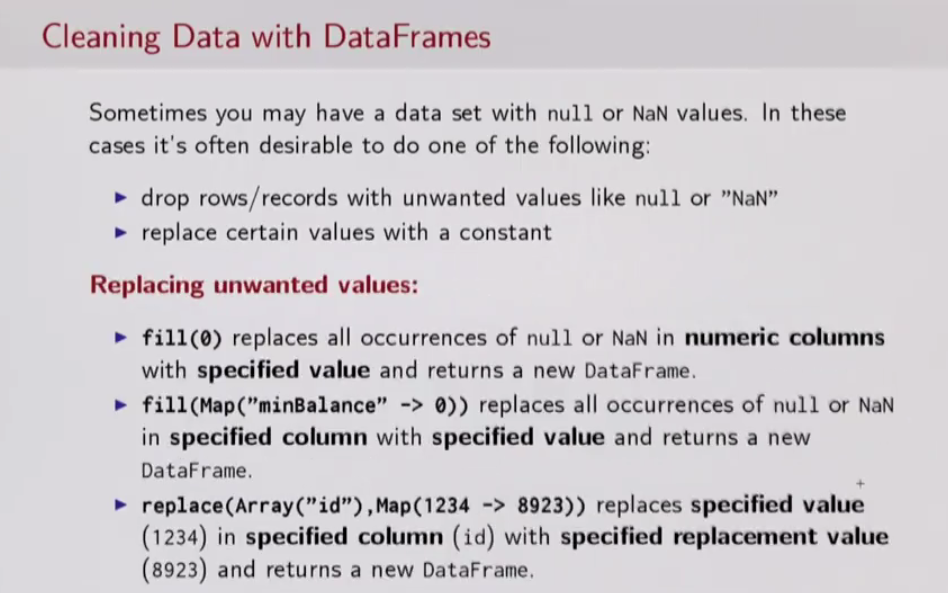 Cleaning Data with DataFrames
Sometimes you may have a data set with null or NaN values. In these
cases it's often desirable to do one of the following:
▶ drop rows/records with unwanted values like null or ”NaN”
▶ replace certain values with a constant
Replacing unwanted values:
▶ fill(0) replaces all occurrences of null or NaN in numeric columns
with specified value and returns a new DataFrame.
▶ fill(Map(”minBalance” -> 0)) replaces all occurrences of null or NaN
in specified column with specified value and returns a new
DataFrame.
▶ replace(Array(”id”),Map(1234 -> 8923)) replaces specified value
(1234) in specified column (id) with specified replacement value
(8923) and returns a new DataFrame.